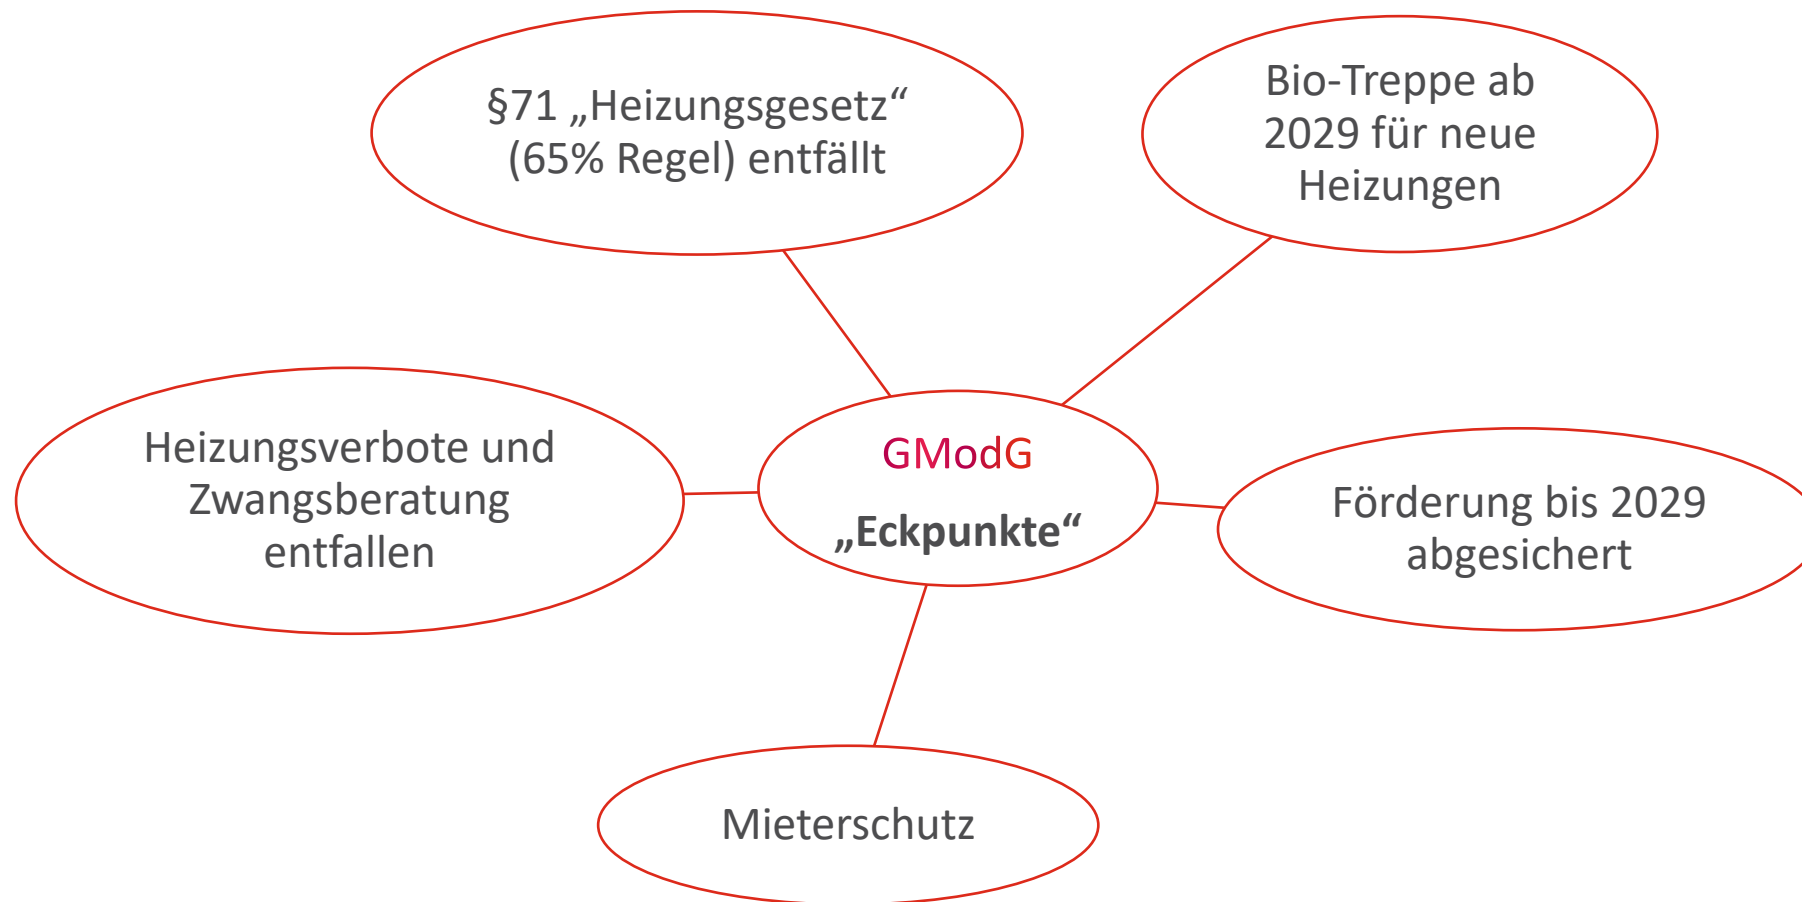 §71 „Heizungsgesetz“
(65% Regel) entfällt
Bio-Treppe ab
2029 für neue
Heizungen
Heizungsverbote und
Zwangsberatung
entfallen
GModG
„Eckpunkte“
Förderung bis 2029
abgesichert
Mieterschutz